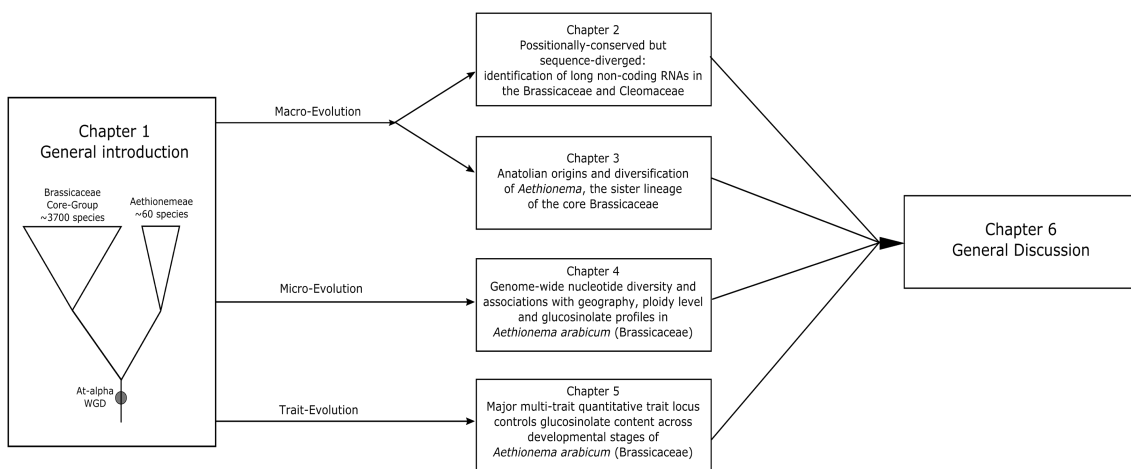 Chapter 1
General introduction
Brassicaceae
Core-Group
~3700 species
Aethionemeae
~60 species
At-alpha
WGD
Macro-Evolution
Micro-Evolution
Trait-Evolution
Chapter 2
Possitionally-conserved but
sequence-diverged:
identification of long non-coding RNAs in
the Brassicaceae and Cleomaceae
Chapter 3
Anatolian origins and diversification
of Aethionema, the sister lineage
of the core Brassicaceae
Chapter 4
Genome-wide nucleotide diversity and
associations with geography, ploidy level
and glucosinolate profiles in
Aethionema arabicum (Brassicaceae)
Chapter 5
Major multi-trait quantitative trait locus
controls glucosinolate content across
developmental stages of
Aethionema arabicum (Brassicaceae)
Chapter 6
General Discussion